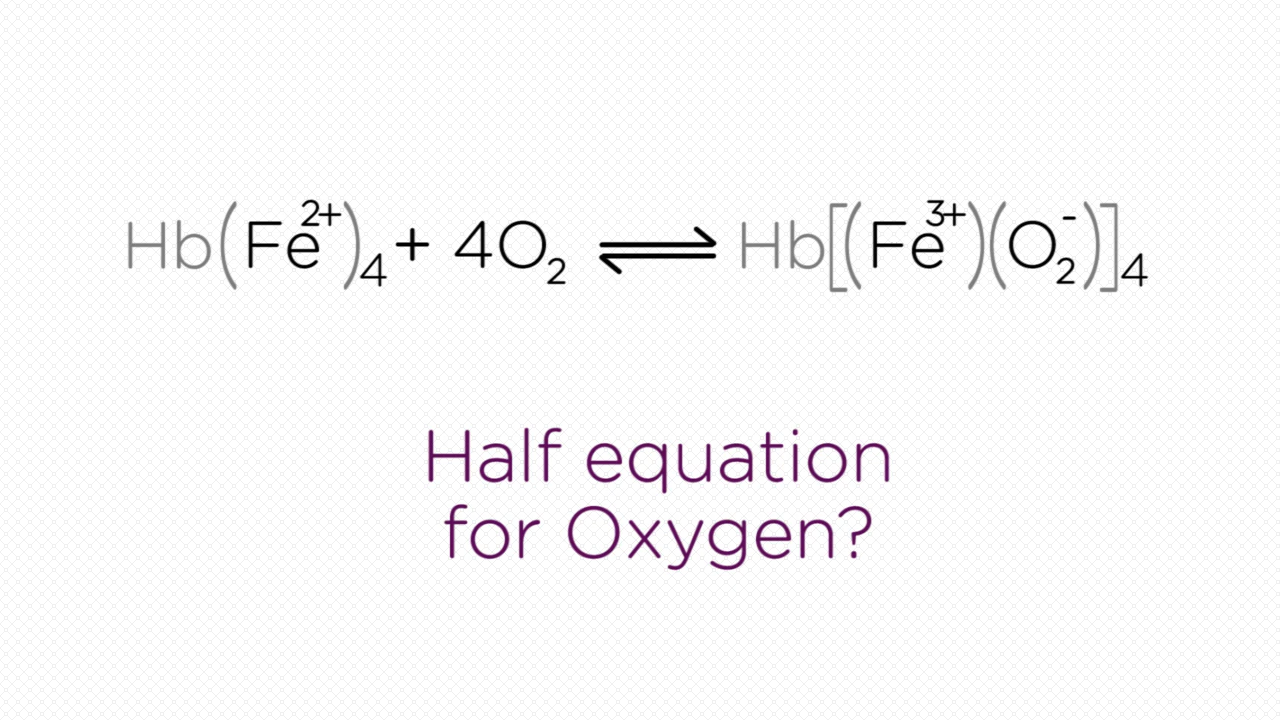 Hb(Fe²⁺)₄ + 4O₂ ⇌ Hb[(Fe³⁺)(O₂⁻)]₄
Half equation
for Oxygen?